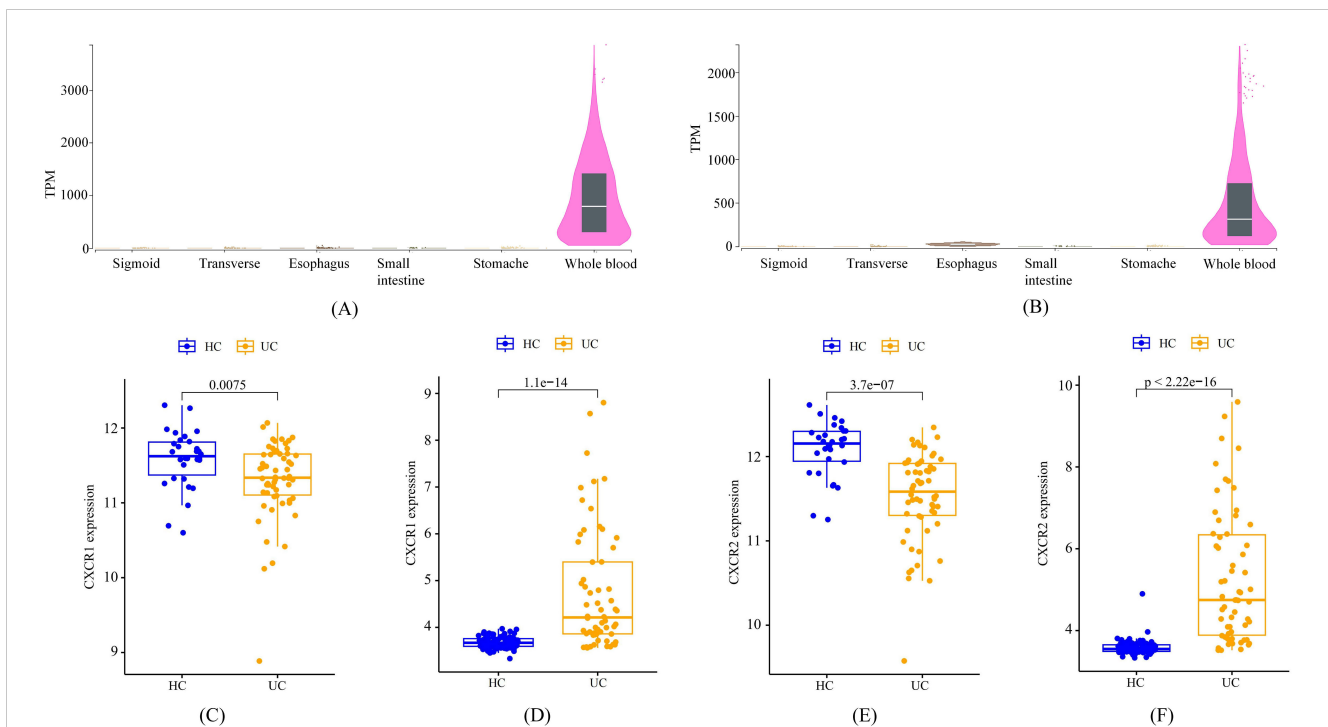 TPM
3000
2000
1000
0
Sigmoid Transverse Esophagus Small intestine Stomache Whole blood
(A)
TPM
2000
1500
1000
500
0
Sigmoid Transverse Esophagus Small intestine Stomache Whole blood
(B)
HC UC
0.0075
CXCR1 expression
12
11
10
9
HC UC
(C)
HC UC
1.1e−14
CXCR1 expression
9
8
7
6
5
4
HC UC
(D)
HC UC
3.7e−07
CXCR2 expression
12
11
10
HC UC
(E)
HC UC
p < 2.22e−16
CXCR2 expression
10
8
6
4
HC UC
(F)